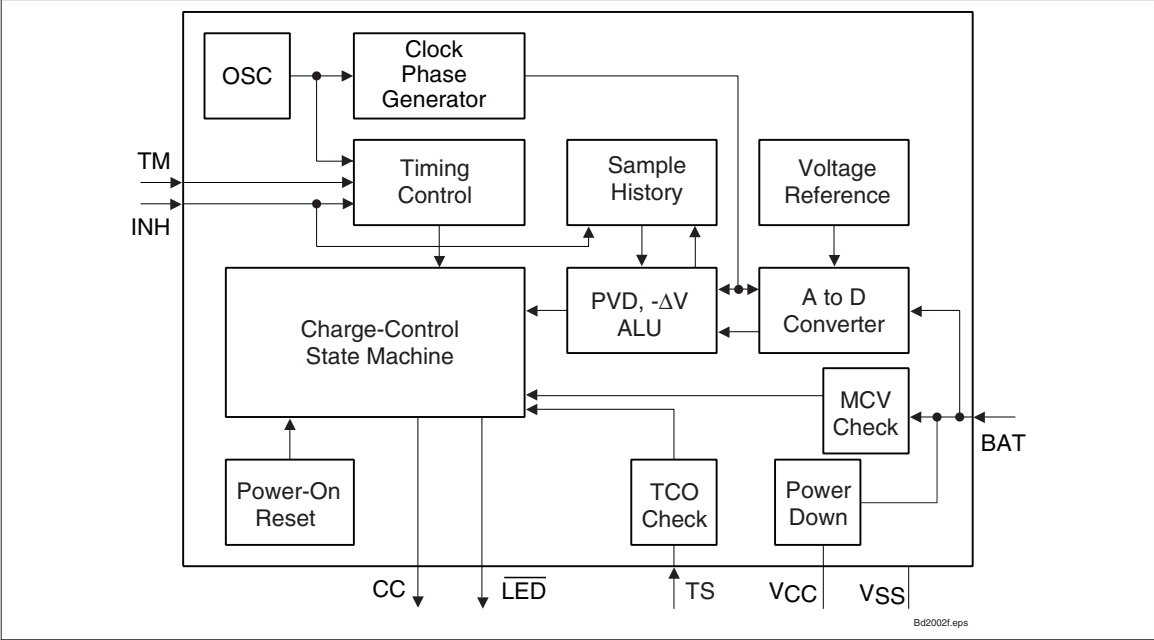 OSC
Clock
Phase
Generator
TM
INH
Timing
Control
Sample
History
Voltage
Reference
Charge-Control
State Machine
PVD, -ΔV
ALU
A to D
Converter
MCV
Check
BAT
Power-On
Reset
TCO
Check
Power
Down
CC
L̅E̅D̅
TS
VCC
VSS
Bd2002f.eps